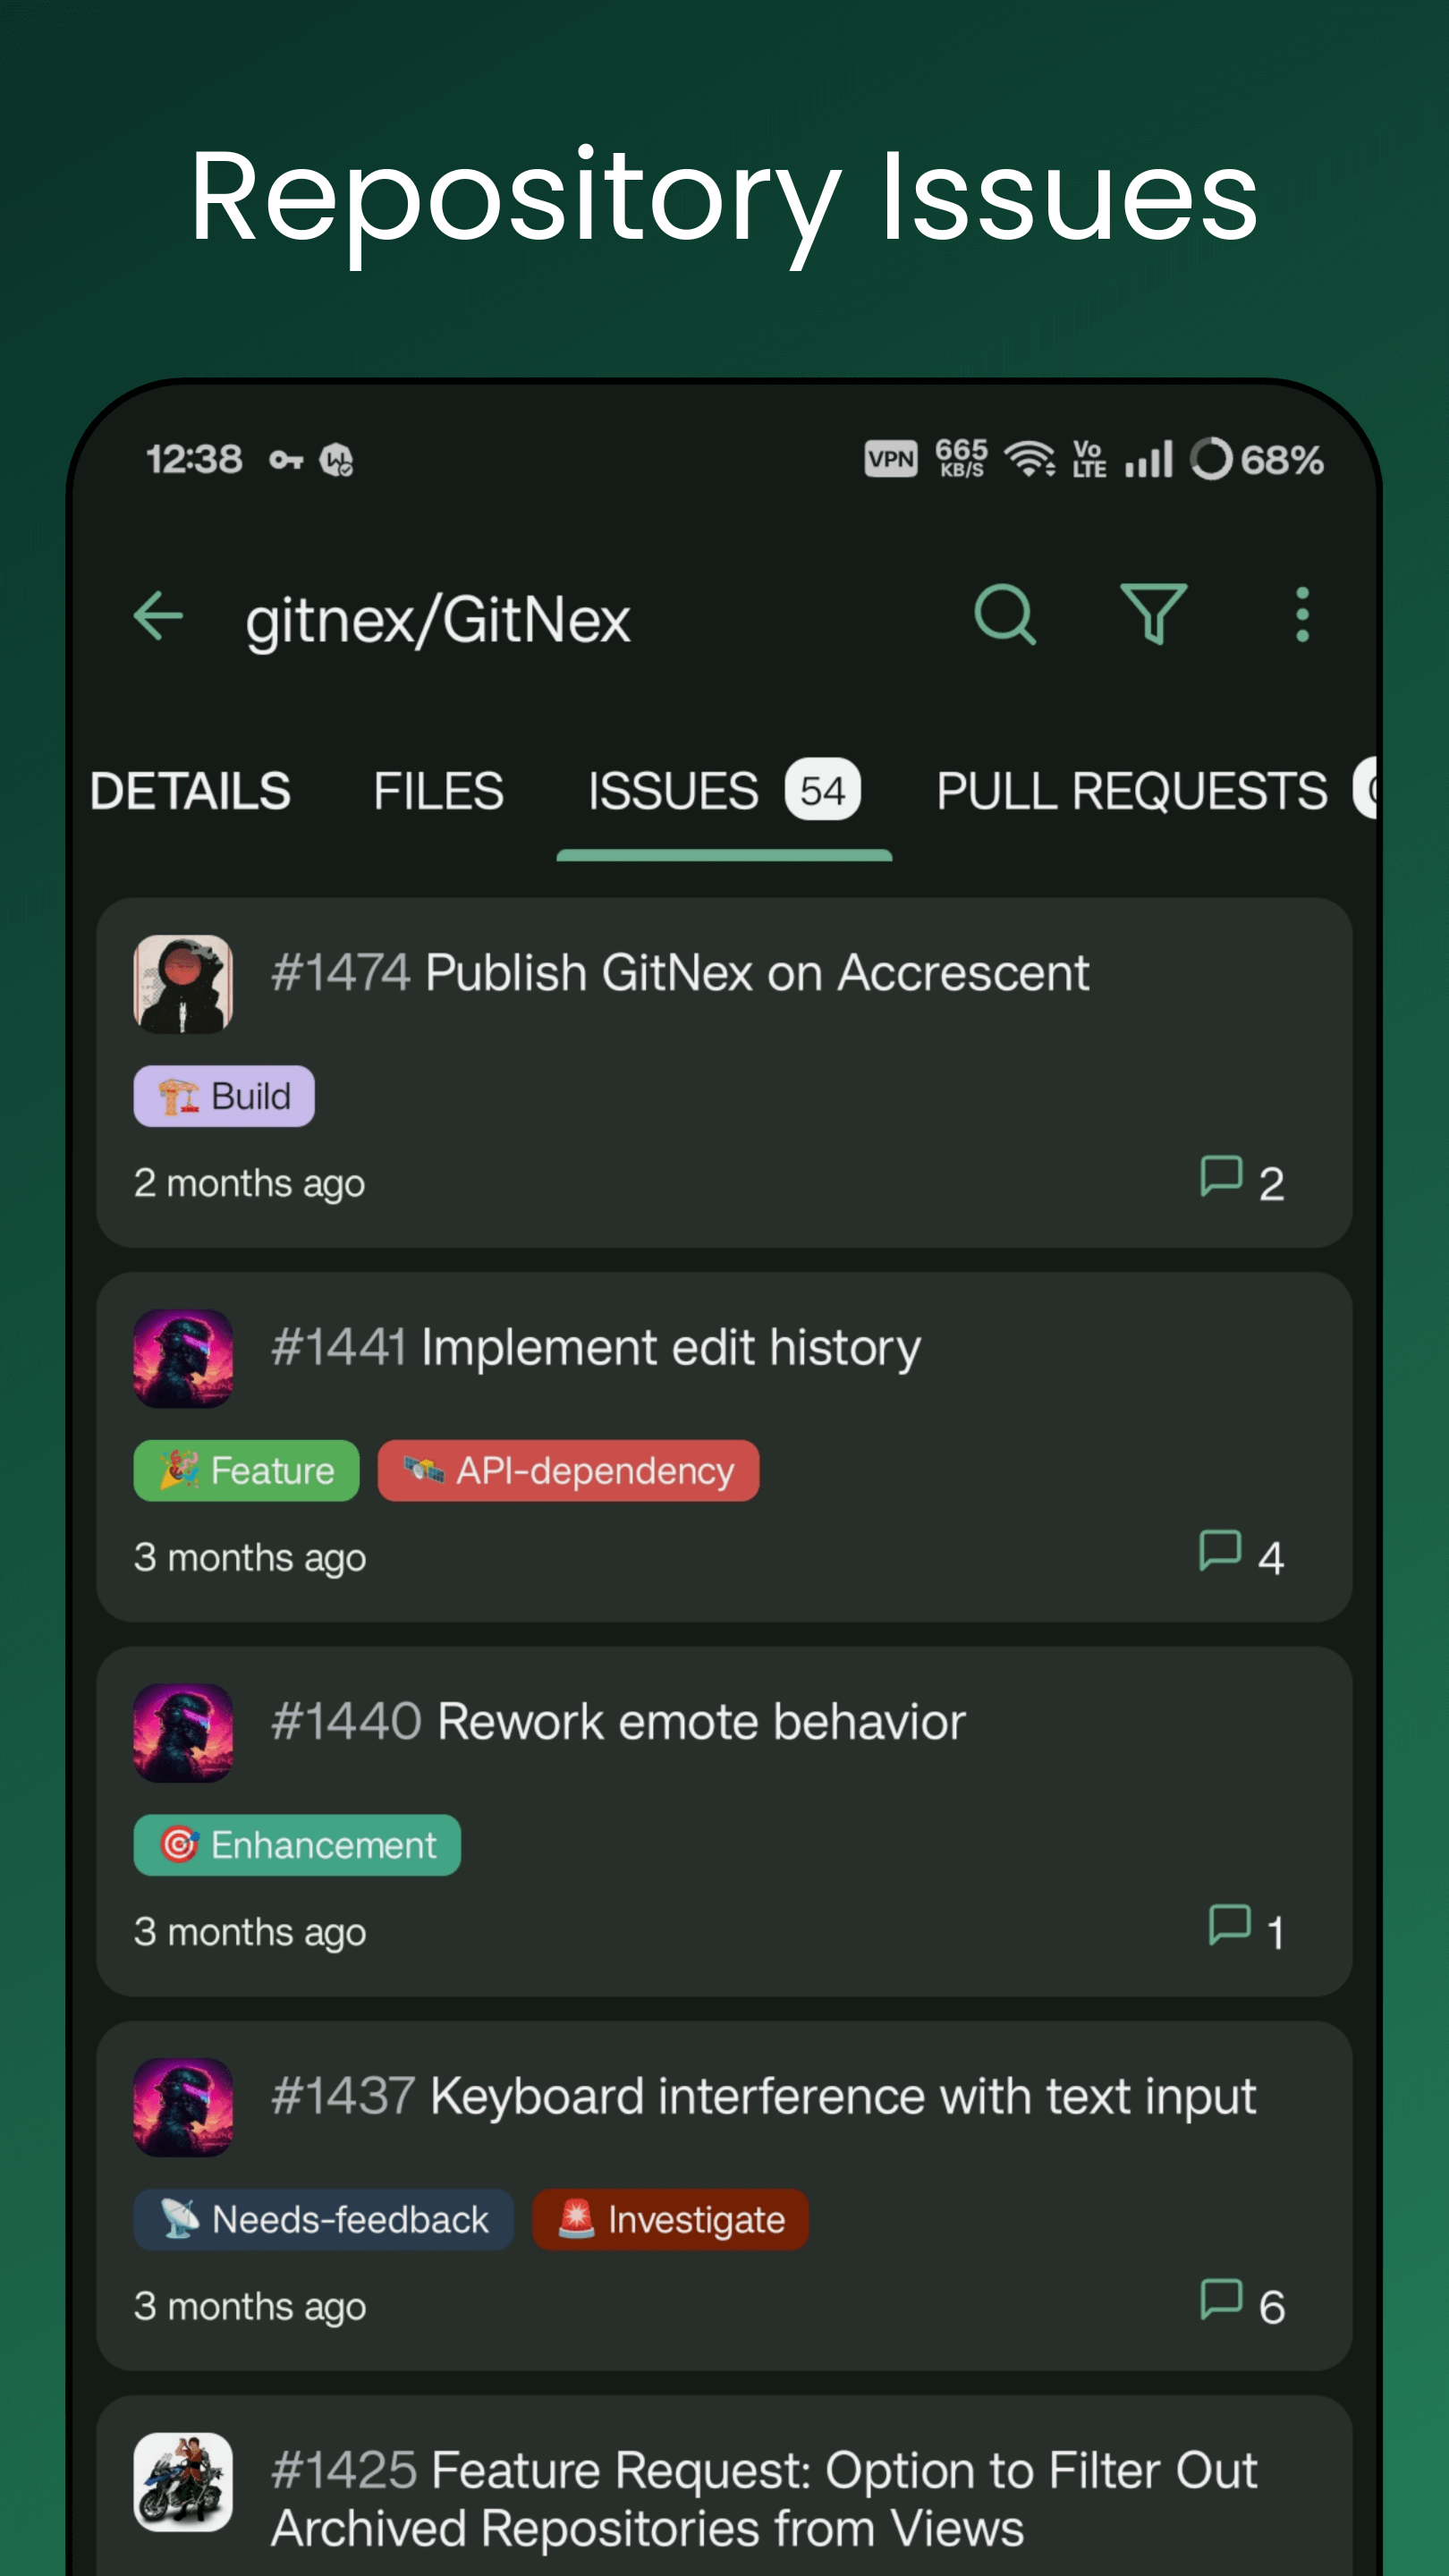 Repository Issues
12:38 VPN 665 KB/S Vo LTE 68%
gitnex/GitNex
DETAILS FILES ISSUES 54 PULL REQUESTS
#1474 Publish GitNex on Accrescent
🏗️ Build
2 months ago 2
#1441 Implement edit history
🎉 Feature 🛰️ API-dependency
3 months ago 4
#1440 Rework emote behavior
🎯 Enhancement
3 months ago 1
#1437 Keyboard interference with text input
📡 Needs-feedback 🚨 Investigate
3 months ago 6
#1425 Feature Request: Option to Filter Out
Archived Repositories from Views